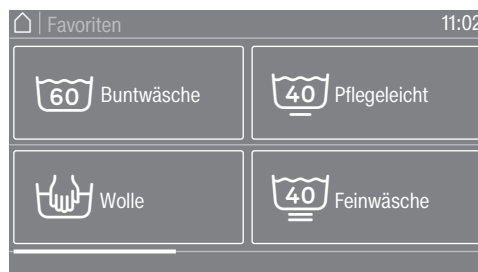 Favoriten 11:02
60 Buntwäsche
40 Pflegeleicht
Wolle
40 Feinwäsche